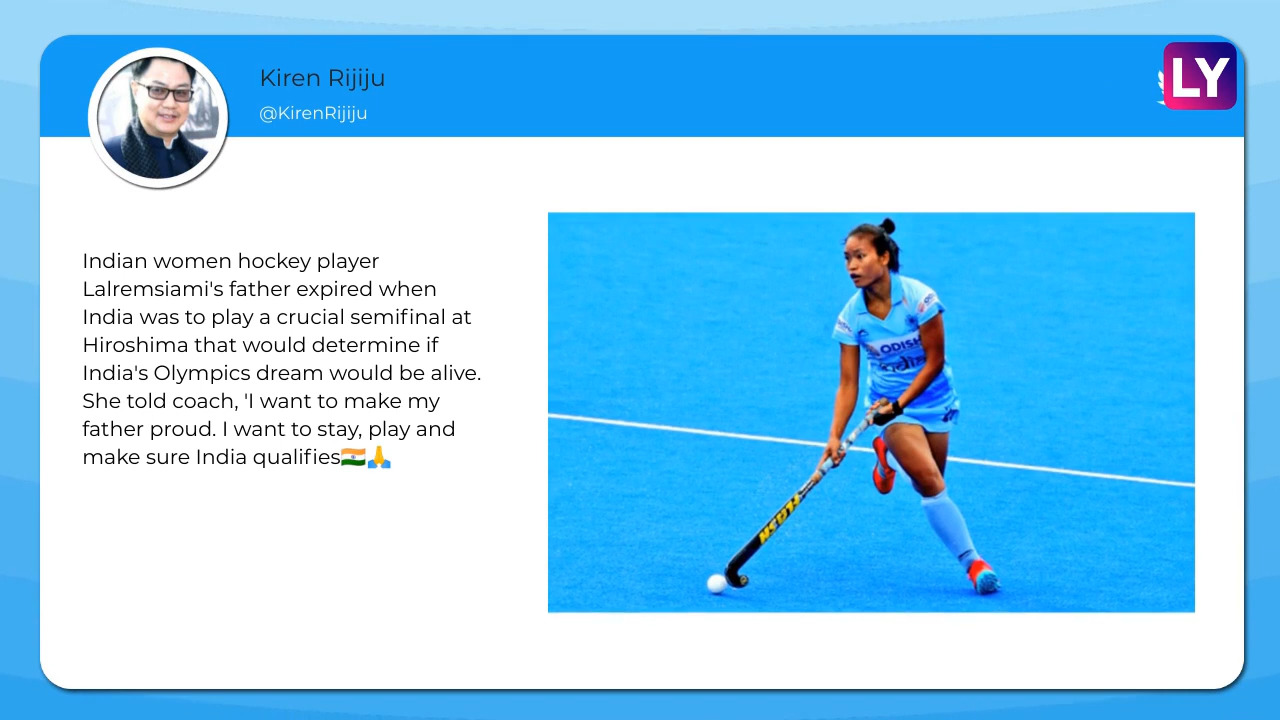 Kiren Rijiju
@KirenRijiju
LY
Indian women hockey player
Lalremsiami's father expired when
India was to play a crucial semifinal at
Hiroshima that would determine if
India's Olympics dream would be alive.
She told coach, 'I want to make my
father proud. I want to stay, play and
make sure India qualifies🇮🇳🙏
ODISHA
India